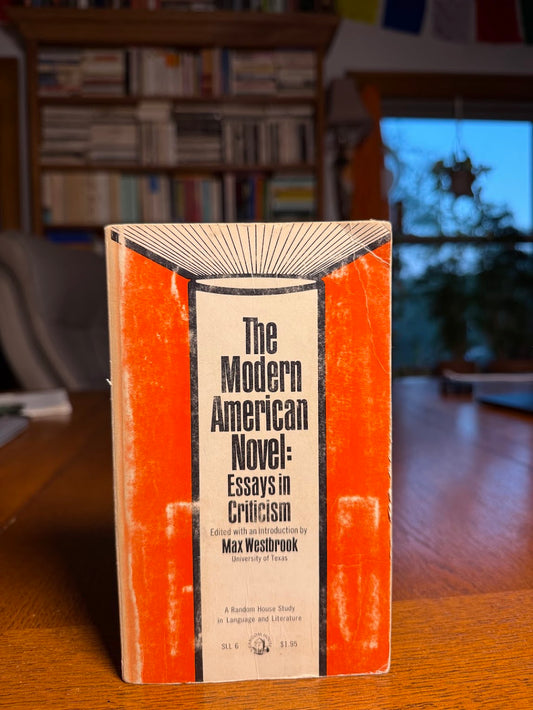 The
Modern
American
Novel:
Essays in
Criticism
Edited with an Introduction by
Max Westbrook
University of Texas
A Random House Study
in Language and Literature
SLL 6 $1.95